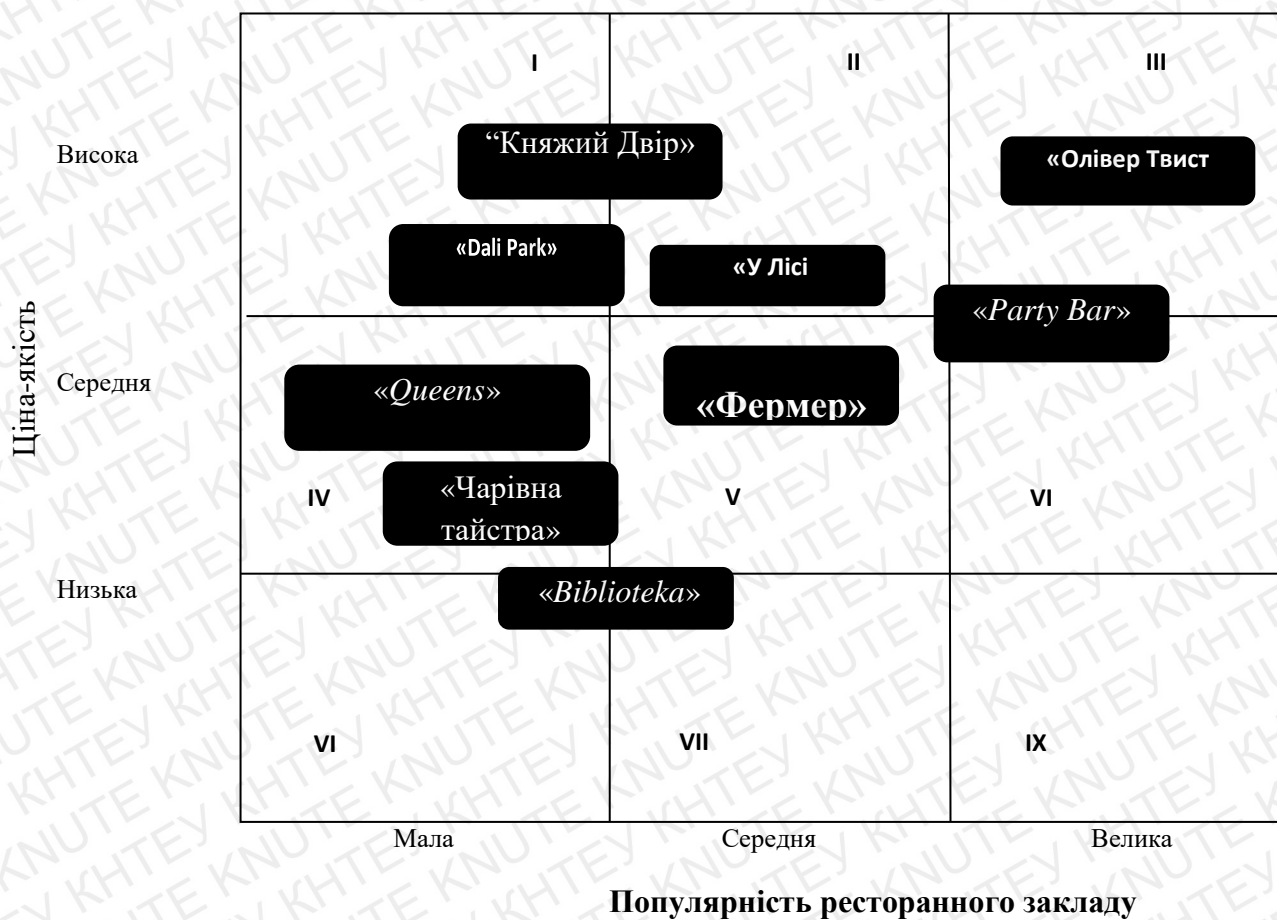 I
II
III
Висока
“Княжий Двір»
«Олівер Твист
«Dali Park»
«У Лісі
«Party Bar»
Ціна-якість
Середня
«Queens»
«Фермер»
IV
«Чарівна
тайстра»
V
VI
Низька
«Biblioteka»
VI
VII
IX
Мала
Середня
Велика
Популярність ресторанного закладу